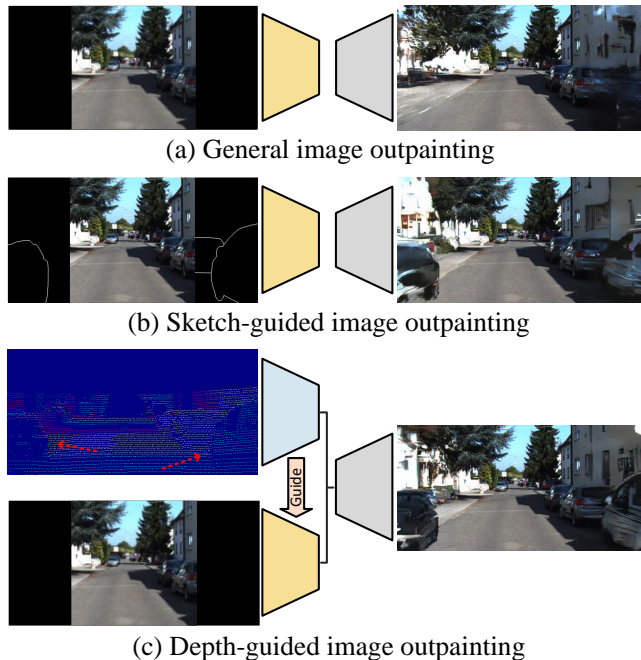 (a) General image outpainting
(b) Sketch-guided image outpainting
Guide
(c) Depth-guided image outpainting